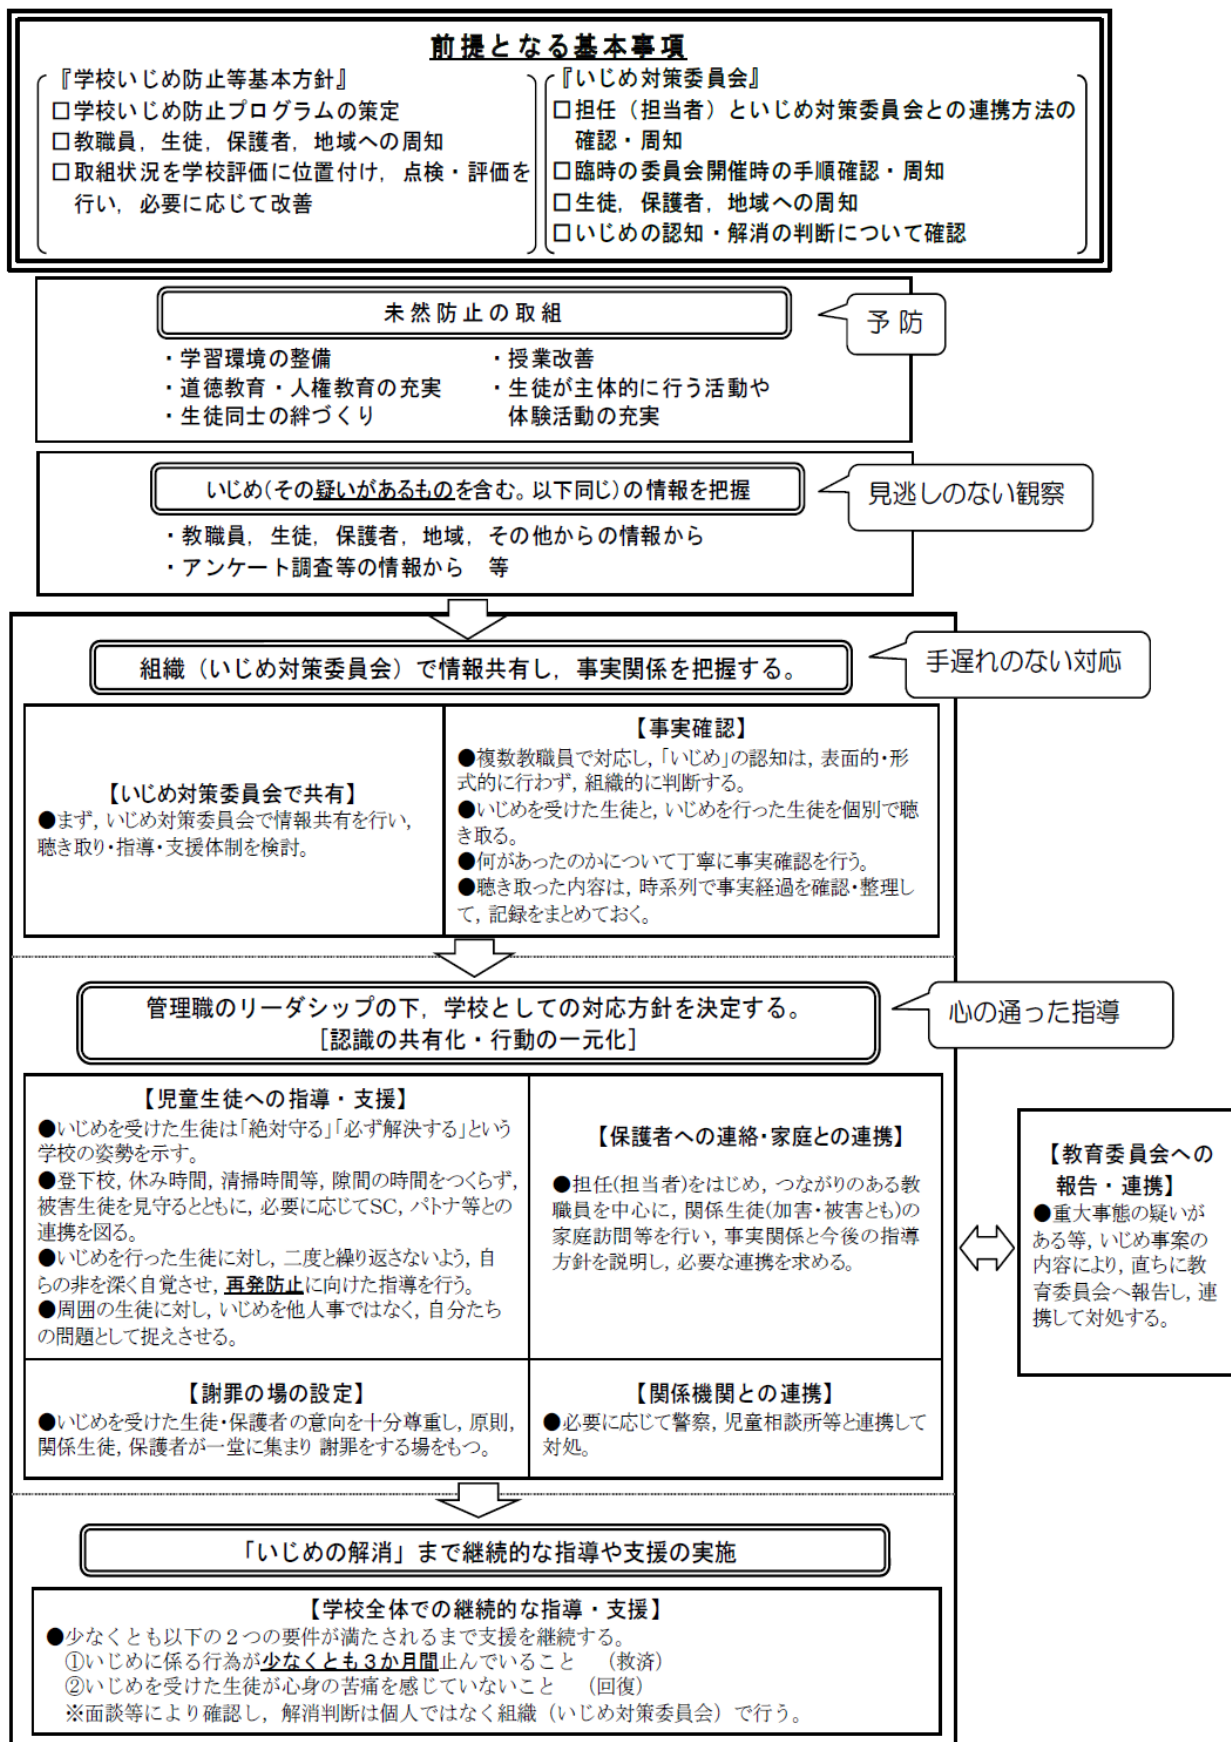 前提となる基本事項
『学校いじめ防止等基本方針』
□学校いじめ防止プログラムの策定
□教職員，生徒，保護者，地域への周知
□取組状況を学校評価に位置付け，点検・評価を
行い，必要に応じて改善
『いじめ対策委員会』
□担任（担当者）といじめ対策委員会との連携方法の
確認・周知
□臨時の委員会開催時の手順確認・周知
□生徒，保護者，地域への周知
□いじめの認知・解消の判断について確認
未然防止の取組
予防
・学習環境の整備
・道徳教育・人権教育の充実
・生徒同士の絆づくり
・授業改善
・生徒が主体的に行う活動や
体験活動の充実
いじめ(その疑いがあるものを含む。以下同じ)の情報を把握
見逃しのない観察
・教職員，生徒，保護者，地域，その他からの情報から
・アンケート調査等の情報から　等
組織（いじめ対策委員会）で情報共有し，事実関係を把握する。
手遅れのない対応
【いじめ対策委員会で共有】
●まず，いじめ対策委員会で情報共有を行い，
聴き取り・指導・支援体制を検討。
【事実確認】
●複数教職員で対応し，「いじめ」の認知は，表面的・形
式的に行わず，組織的に判断する。
●いじめを受けた生徒と，いじめを行った生徒を個別で聴
き取る。
●何があったのかについて丁寧に事実確認を行う。
●聴き取った内容は，時系列で事実経過を確認・整理し
て，記録をまとめておく。
管理職のリーダシップの下，学校としての対応方針を決定する。
［認識の共有化・行動の一元化］
心の通った指導
【児童生徒への指導・支援】
●いじめを受けた生徒は「絶対守る」「必ず解決する」という
学校の姿勢を示す。
●登下校，休み時間，清掃時間等，隙間の時間をつくらず，
被害生徒を見守るとともに，必要に応じてSC，パトナ等との
連携を図る。
●いじめを行った生徒に対し，二度と繰り返さないよう，自
らの非を深く自覚させ，再発防止に向けた指導を行う。
●周囲の生徒に対し，いじめを他人事ではなく，自分たち
の問題として捉えさせる。
【保護者への連絡・家庭との連携】
●担任(担当者)をはじめ，つながりのある教
職員を中心に，関係生徒(加害・被害とも)の
家庭訪問等を行い，事実関係と今後の指導
方針を説明し，必要な連携を求める。
【教育委員会への
報告・連携】
●重大事態の疑いが
ある等，いじめ事案の
内容により，直ちに教
育委員会へ報告し，連
携して対処する。
【謝罪の場の設定】
●いじめを受けた生徒・保護者の意向を十分尊重し，原則，
関係生徒，保護者が一堂に集まり 謝罪をする場をもつ。
【関係機関との連携】
●必要に応じて警察，児童相談所等と連携して
対処。
「いじめの解消」まで継続的な指導や支援の実施
【学校全体での継続的な指導・支援】
●少なくとも以下の２つの要件が満たされるまで支援を継続する。
①いじめに係る行為が少なくとも３か月間止んでいること　（救済）
②いじめを受けた生徒が心身の苦痛を感じていないこと　（回復）
※面談等により確認し，解消判断は個人ではなく組織（いじめ対策委員会）で行う。